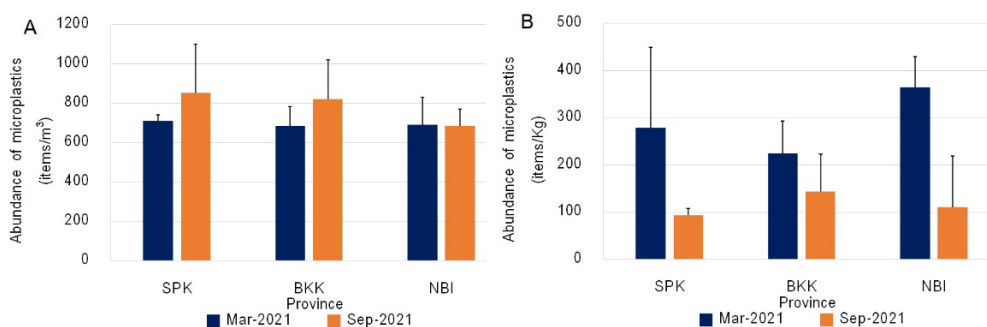 A
Abundance of microplastics
(items/m³)
1200
1000
800
600
400
200
0
SPK
BKK
NBI
Province
Mar-2021
Sep-2021
B
Abundance of microplastics
(items/Kg)
500
400
300
200
100
0
SPK
BKK
NBI
Province
Mar-2021
Sep-2021